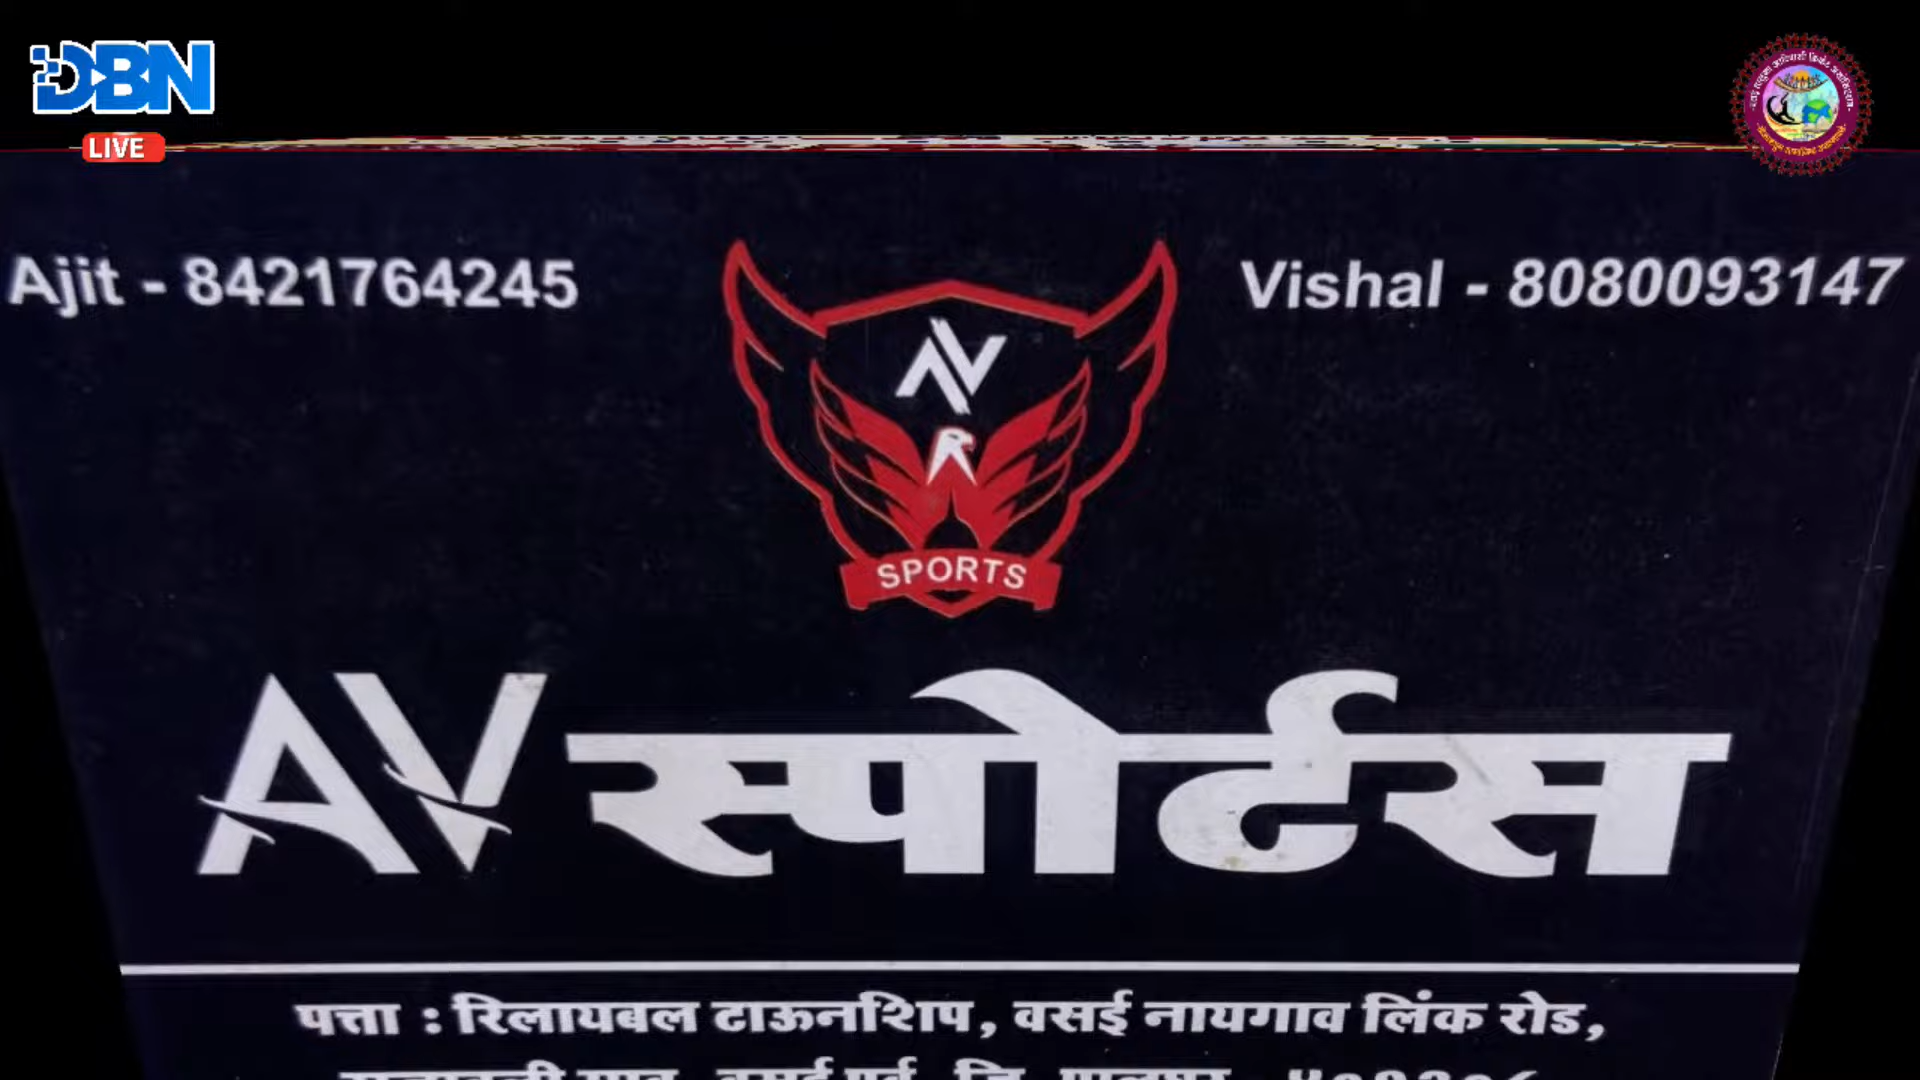 DBN
LIVE
Ajit - 8421764245
Vishal - 8080093147
AV
SPORTS
AV स्पोर्टस
पत्ता : रिलायबल टाऊनशिप, वसई नायगाव लिंक रोड,